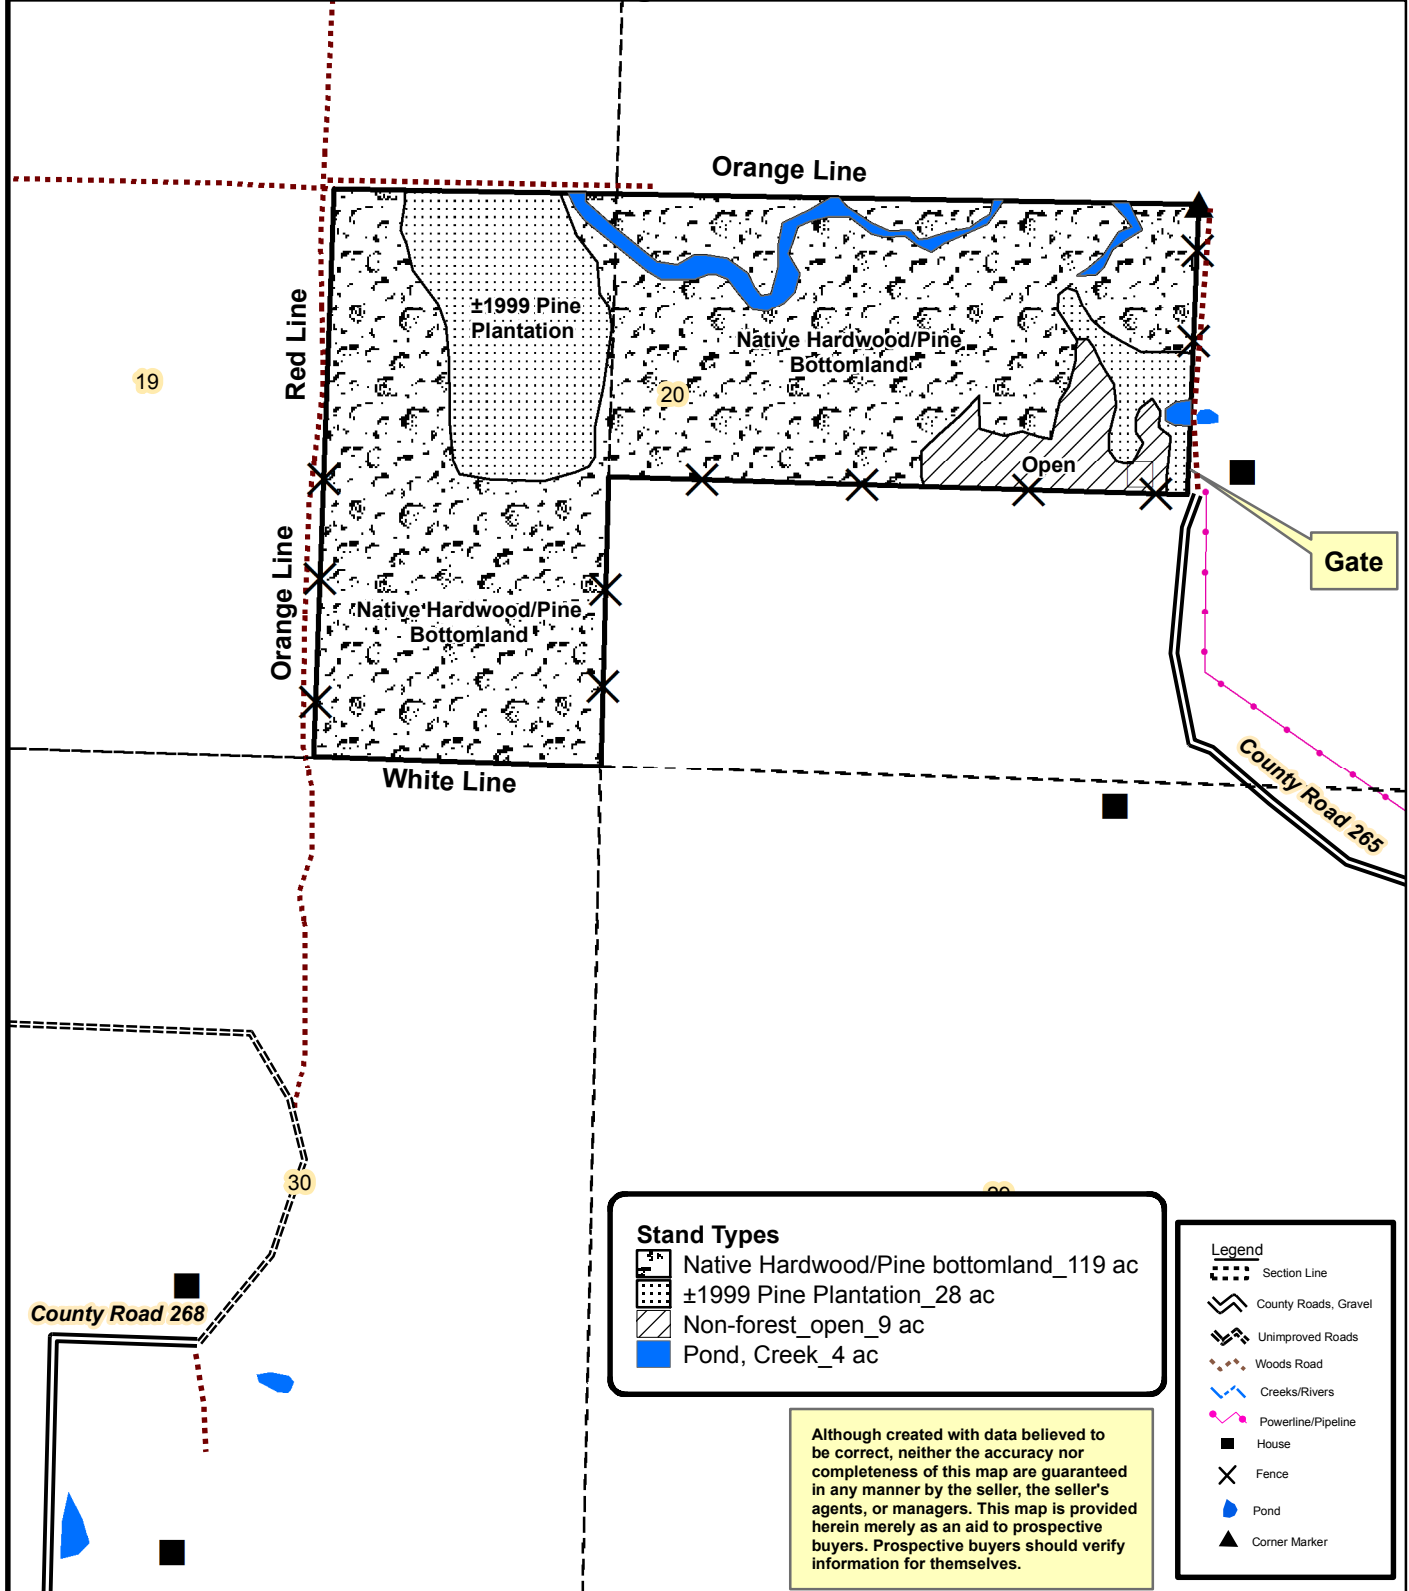 Orange Line
Red Line
±1999 Pine
Plantation
Native Hardwood/Pine
Bottomland
19
20
Open
Gate
Orange Line
Native Hardwood/Pine
Bottomland
White Line
County Road 265
30
County Road 268
Stand Types
Native Hardwood/Pine bottomland_119 ac
±1999 Pine Plantation_28 ac
Non-forest_open_9 ac
Pond, Creek_4 ac
Legend
Section Line
County Roads, Gravel
Unimproved Roads
Woods Road
Creeks/Rivers
Powerline/Pipeline
House
Fence
Pond
Corner Marker
Although created with data believed to
be correct, neither the accuracy nor
completeness of this map are guaranteed
in any manner by the seller, the seller's
agents, or managers. This map is provided
herein merely as an aid to prospective
buyers. Prospective buyers should verify
information for themselves.